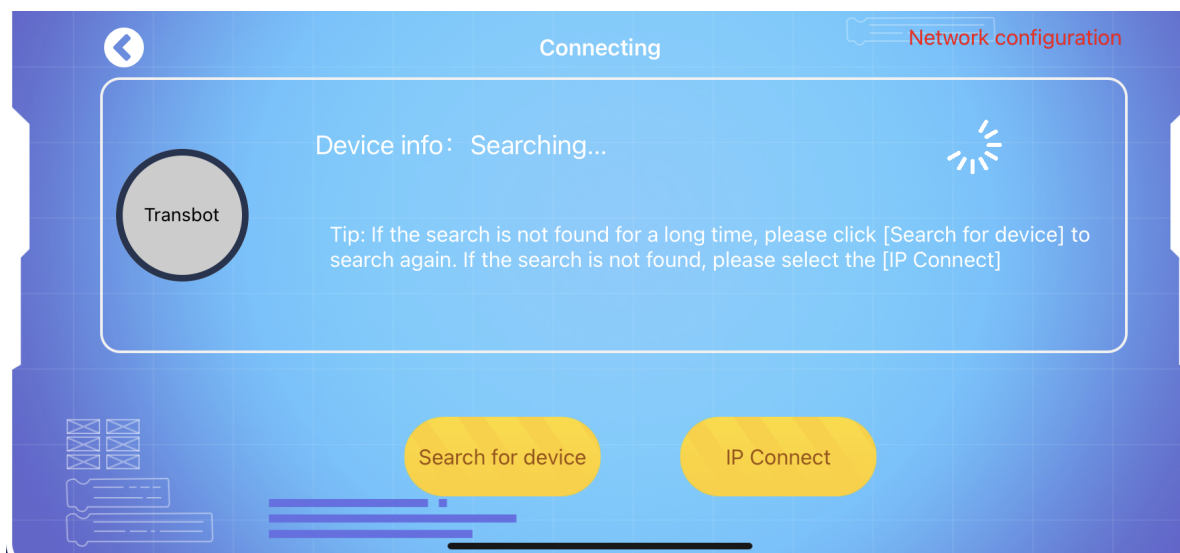 Connecting
Network configuration
Device info： Searching...
Transbot
Tip: If the search is not found for a long time, please click [Search for device] to
search again. If the search is not found, please select the [IP Connect]
Search for device
IP Connect